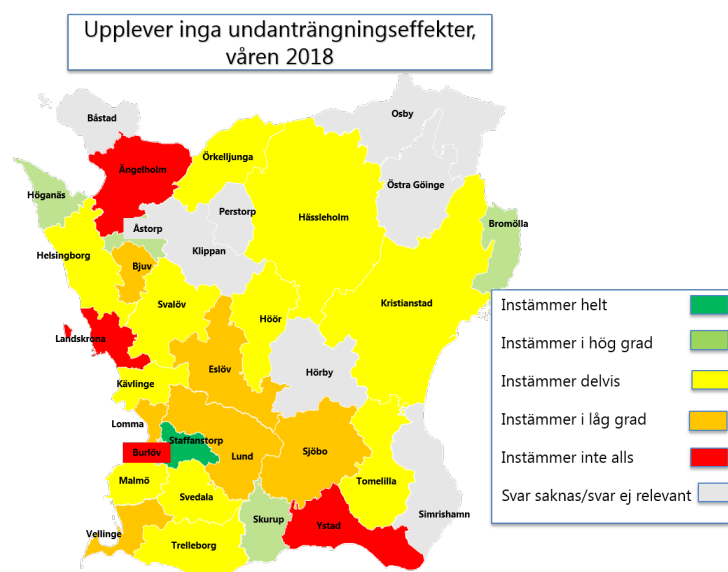 Upplever inga undanträngningseffekter,
våren 2018
Båstad
Osby
Ängelholm
Örkelljunga
Östra Göinge
Höganäs
Perstorp
Hässleholm
Bromölla
Åstorp
Klippan
Helsingborg
Bjuv
Svalöv
Kristianstad
Höör
Landskrona
Eslöv
Hörby
Kävlinge
Lomma
Staffanstorp
Burlöv
Lund
Sjöbo
Malmö
Tomelilla
Svedala
Simrishamn
Skurup
Ystad
Vellinge
Trelleborg
Instämmer helt
Instämmer i hög grad
Instämmer delvis
Instämmer i låg grad
Instämmer inte alls
Svar saknas/svar ej relevant